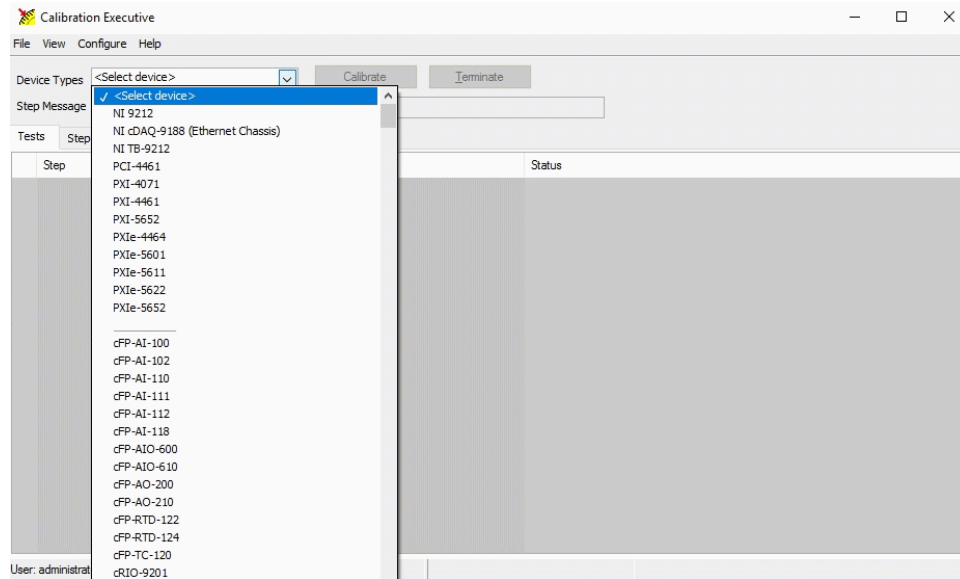 Calibration Executive
File View Configure Help
Device Types <Select device> Calibrate Terminate
Step Message
Tests Step
Step Status
✓ <Select device>
NI 9212
NI cDAQ-9188 (Ethernet Chassis)
NI TB-9212
PCI-4461
PXI-4071
PXI-4461
PXI-5652
PXIe-4464
PXIe-5601
PXIe-5611
PXIe-5622
PXIe-5652
cFP-AI-100
cFP-AI-102
cFP-AI-110
cFP-AI-111
cFP-AI-112
cFP-AI-118
cFP-AIO-600
cFP-AIO-610
cFP-AO-200
cFP-AO-210
cFP-RTD-122
cFP-RTD-124
cFP-TC-120
cRIO-9201
User: administrat